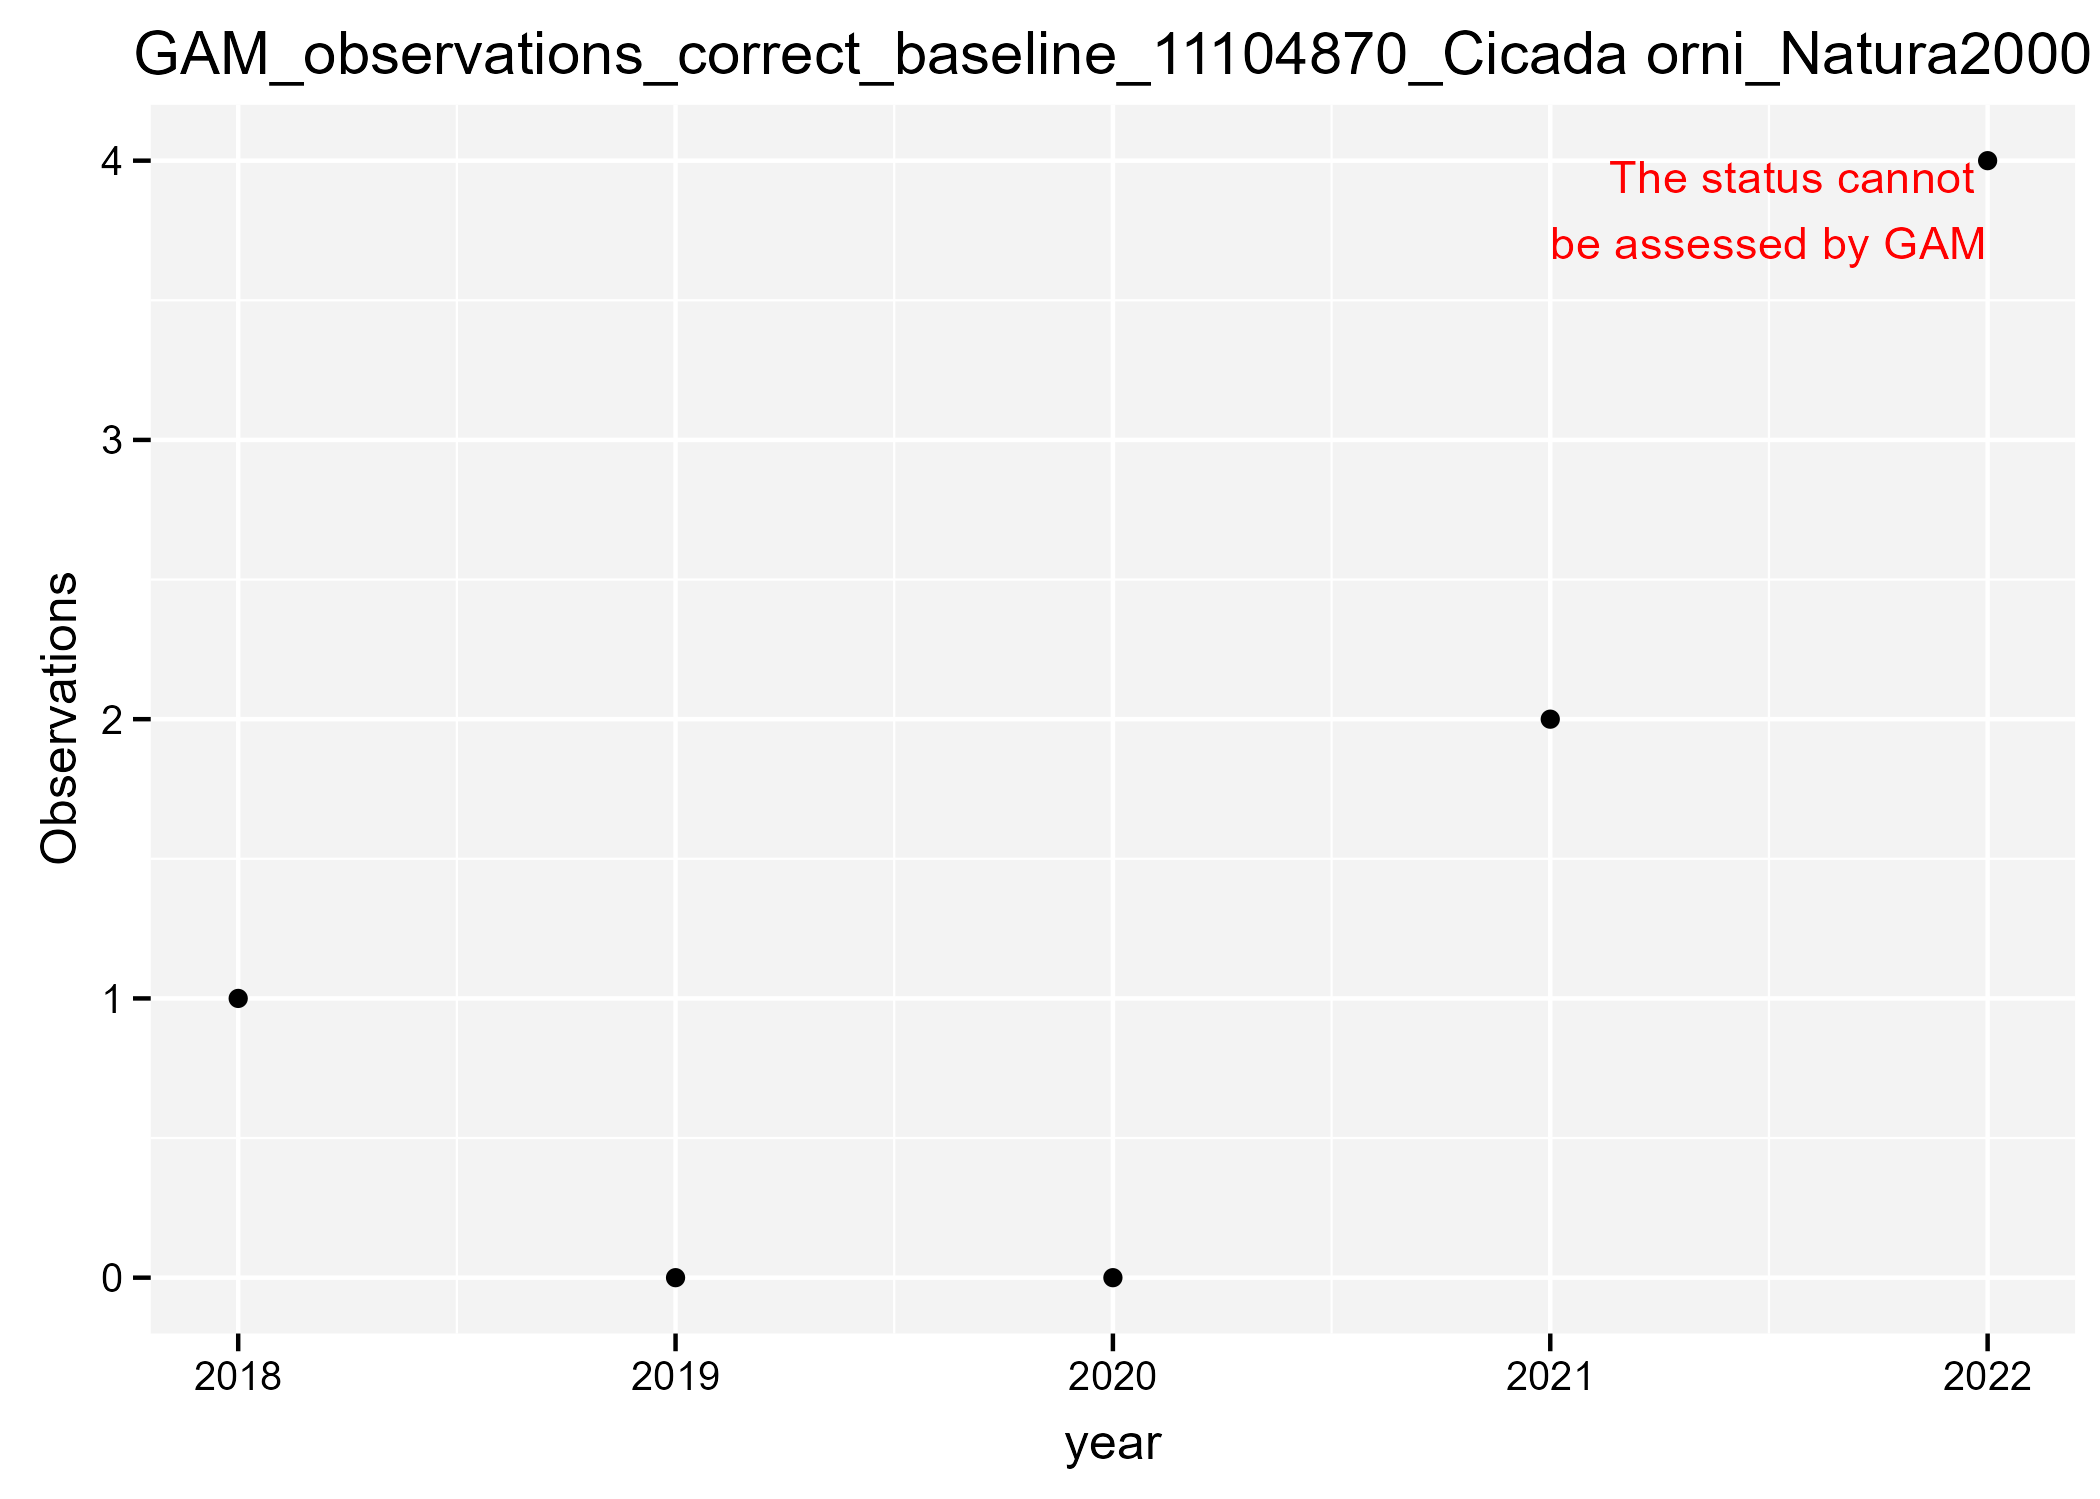 GAM_observations_correct_baseline_11104870_Cicada orni_Natura2000
4
The status cannot
be assessed by GAM
3
Observations
2
1
0
2018 2019 2020 2021 2022
year